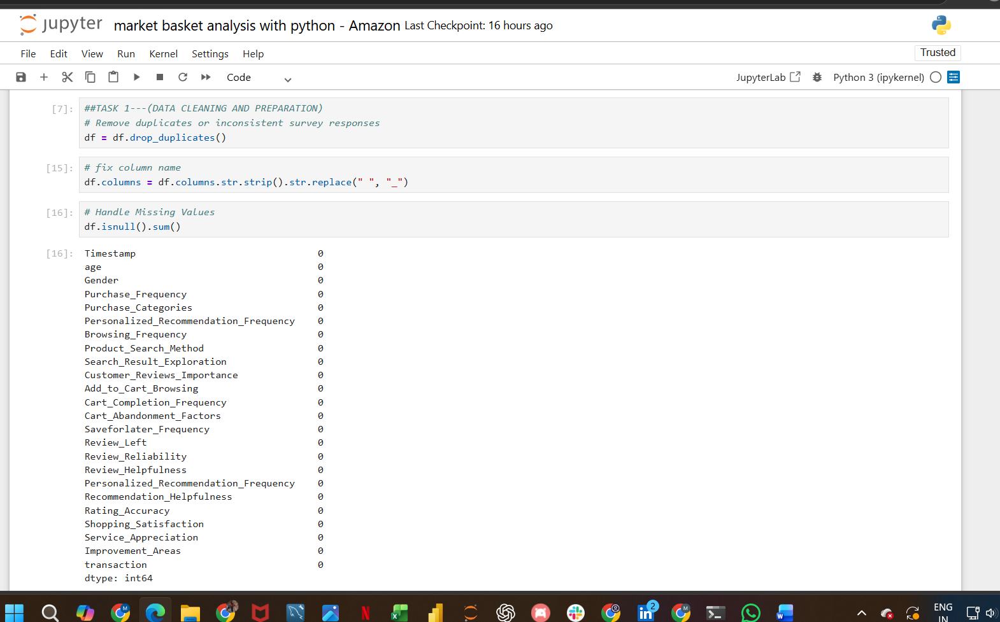 jupyter market basket analysis with python - Amazon Last Checkpoint: 16 hours ago
File Edit View Run Kernel Settings Help
Trusted
Code
JupyterLab
Python 3 (ipykernel)
[7]:
##TASK 1---(DATA CLEANING AND PREPARATION)
# Remove duplicates or inconsistent survey responses
df = df.drop_duplicates()
[15]:
# fix column name
df.columns = df.columns.str.strip().str.replace(" ", "_")
[16]:
# Handle Missing Values
df.isnull().sum()
[16]:
Timestamp 0
age 0
Gender 0
Purchase_Frequency 0
Purchase_Categories 0
Personalized_Recommendation_Frequency 0
Browsing_Frequency 0
Product_Search_Method 0
Search_Result_Exploration 0
Customer_Reviews_Importance 0
Add_to_Cart_Browsing 0
Cart_Completion_Frequency 0
Cart_Abandonment_Factors 0
Saveforlater_Frequency 0
Review_Left 0
Review_Reliability 0
Review_Helpfulness 0
Personalized_Recommendation_Frequency 0
Recommendation_Helpfulness 0
Rating_Accuracy 0
Shopping_Satisfaction 0
Service_Appreciation 0
Improvement_Areas 0
transaction 0
dtype: int64
2
ENG
IN